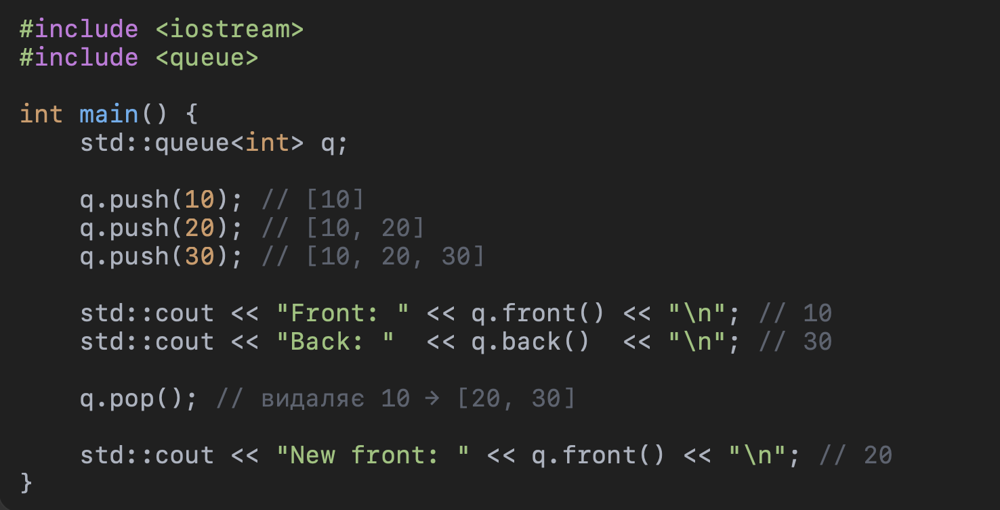 #include <iostream>
#include <queue>

int main() {
    std::queue<int> q;

    q.push(10); // [10]
    q.push(20); // [10, 20]
    q.push(30); // [10, 20, 30]

    std::cout << "Front: " << q.front() << "\n"; // 10
    std::cout << "Back: "  << q.back()  << "\n"; // 30

    q.pop(); // видаляє 10 → [20, 30]

    std::cout << "New front: " << q.front() << "\n"; // 20
}